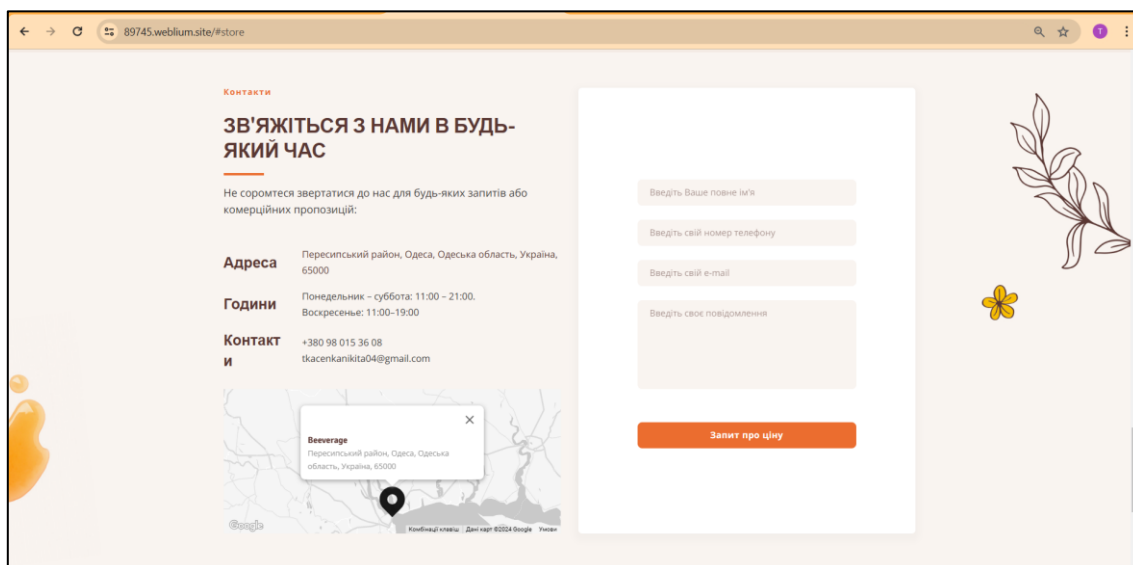 89745.weblium.site/#store
T
Контакти
ЗВ'ЯЖІТЬСЯ З НАМИ В БУДЬ-
ЯКИЙ ЧАС
Не соромтеся звертатися до нас для будь-яких запитів або
комерційних пропозицій:
Адреса
Пересипський район, Одеса, Одеська область, Україна,
65000
Години
Понедельник – суббота: 11:00 – 21:00.
Воскресенье: 11:00–19:00
Контакт
и
+380 98 015 36 08
tkacenkanikita04@gmail.com
Beeverage
Пересипський район, Одеса, Одеська
область, Україна, 65000
Google
Комбінації клавіш
Дані карт ©2024 Google
Умови
Введіть Ваше повне ім'я
Введіть свій номер телефону
Введіть свій e-mail
Введіть своє повідомлення
Запит про ціну